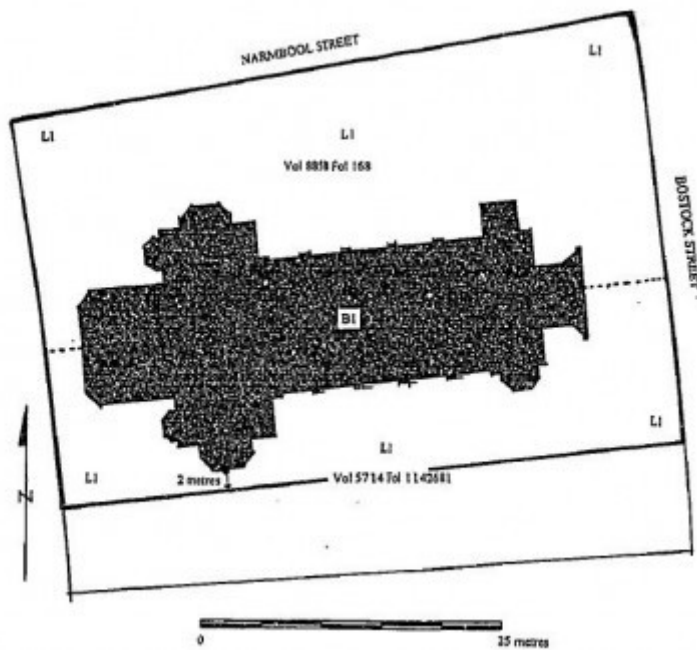 NARMBOOL STREET
L1
L1
L1
Vol 8858 Fol 168
BOSTOCK STREET
B1
L1
L1
L1
2 metres
Vol 5714 Fol 1142681
N
0
25 metres